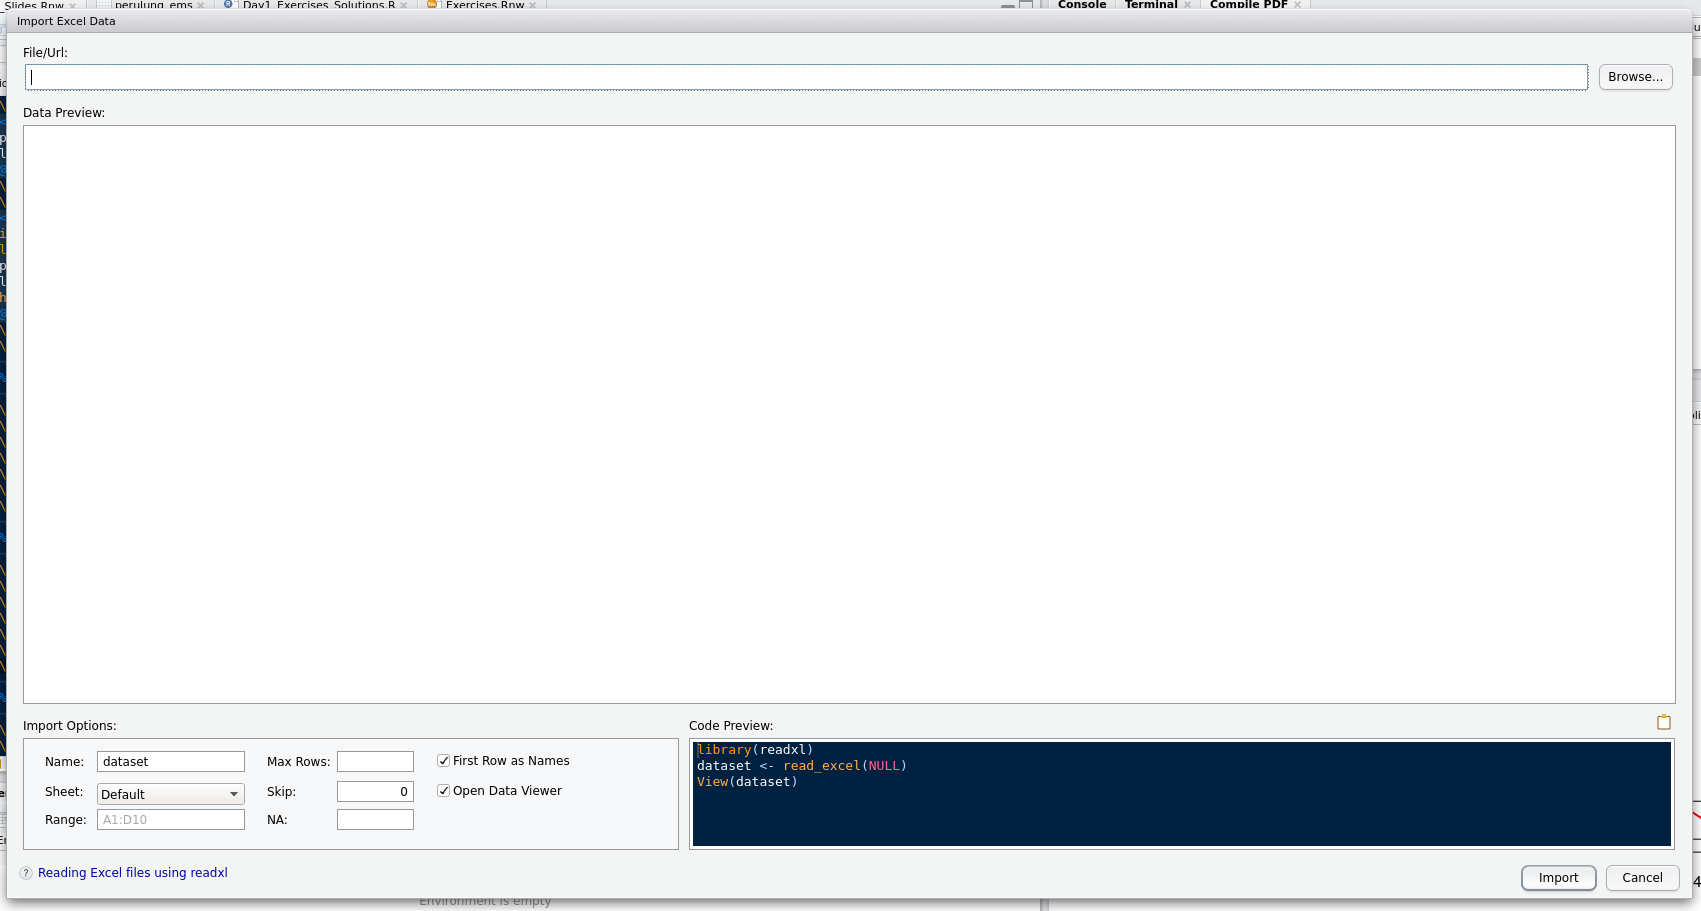 Slides.Rnw
perulung_ems
Day1_Exercises_Solutions.R
Exercises.Rnw
Console
Terminal
Compile PDF
Import Excel Data
File/Url:
Browse...
Data Preview:
Import Options:
Code Preview:
Name: dataset
Max Rows:
First Row as Names
Sheet: Default
Skip: 0
Open Data Viewer
Range: A1:D10
NA:
library(readxl)
dataset <- read_excel(NULL)
View(dataset)
? Reading Excel files using readxl
Import
Cancel
Environment is empty